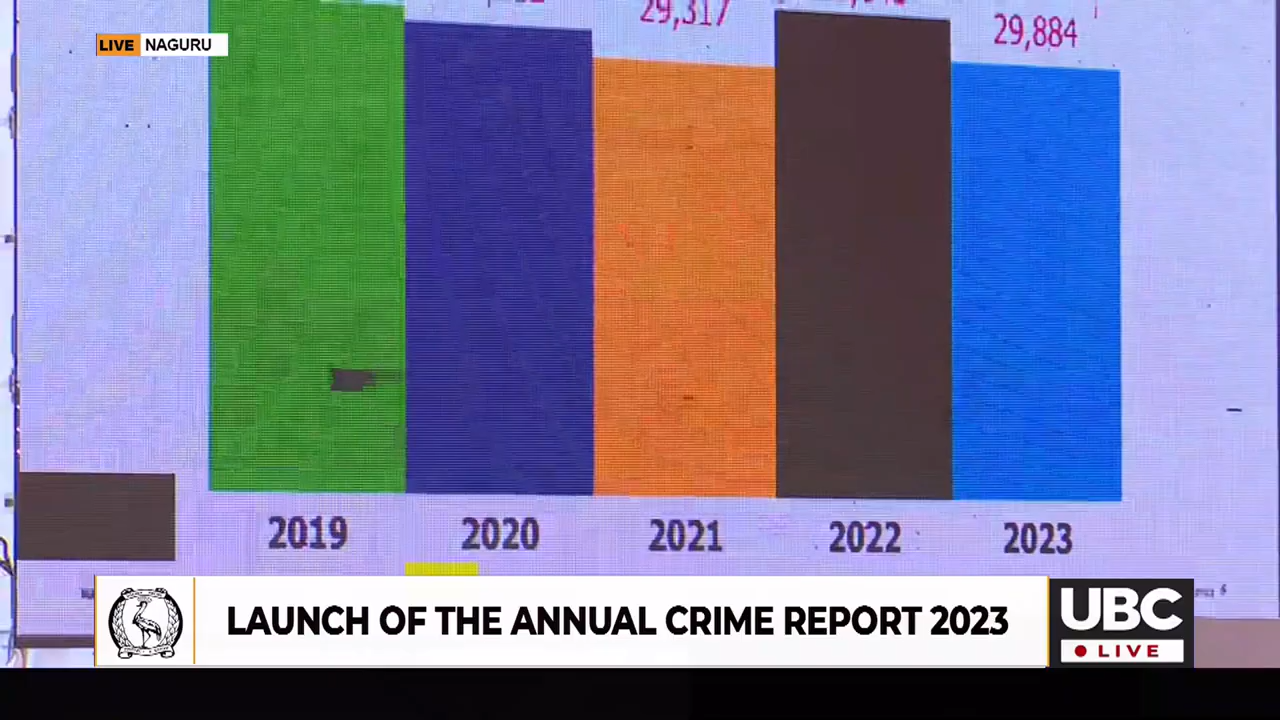 29,317
29,884
LIVE NAGURU
2019 2020 2021 2022 2023
LAUNCH OF THE ANNUAL CRIME REPORT 2023
UBC
LIVE